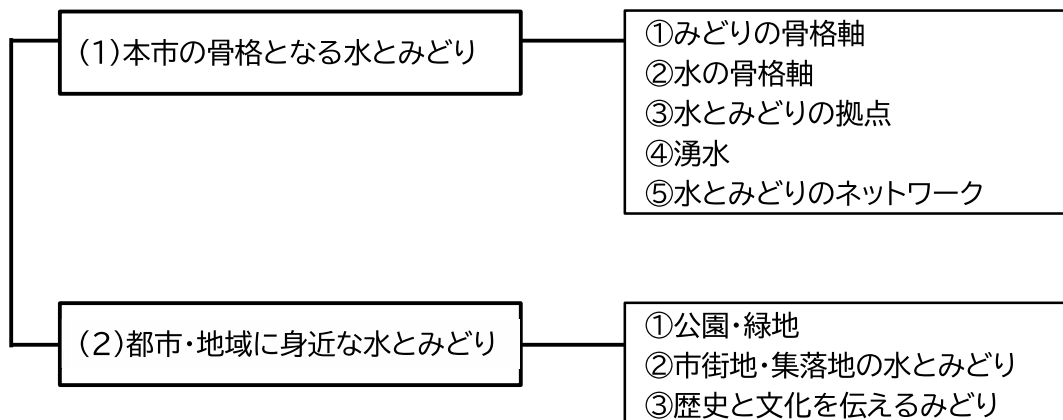 (1)本市の骨格となる水とみどり
①みどりの骨格軸
②水の骨格軸
③水とみどりの拠点
④湧水
⑤水とみどりのネットワーク
(2)都市・地域に身近な水とみどり
①公園・緑地
②市街地・集落地の水とみどり
③歴史と文化を伝えるみどり